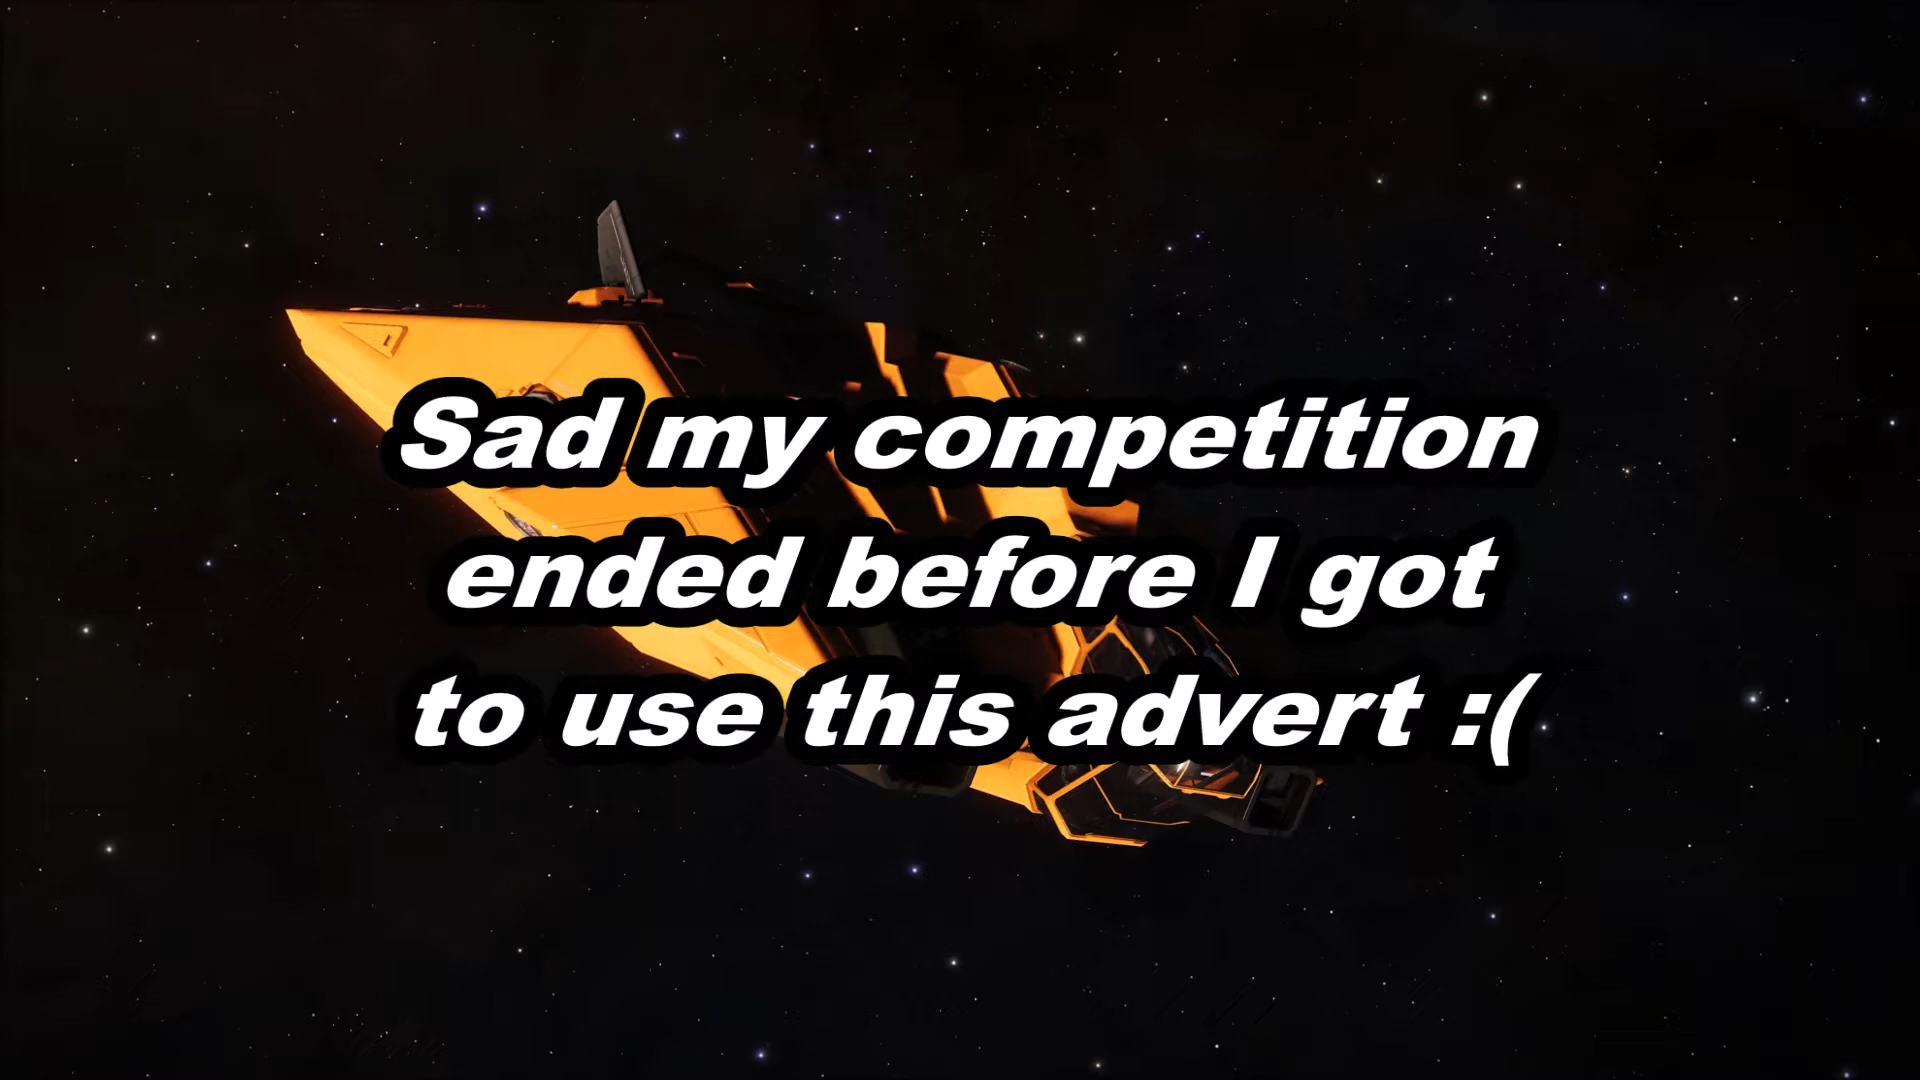 Sad my competition
ended before I got
to use this advert :(